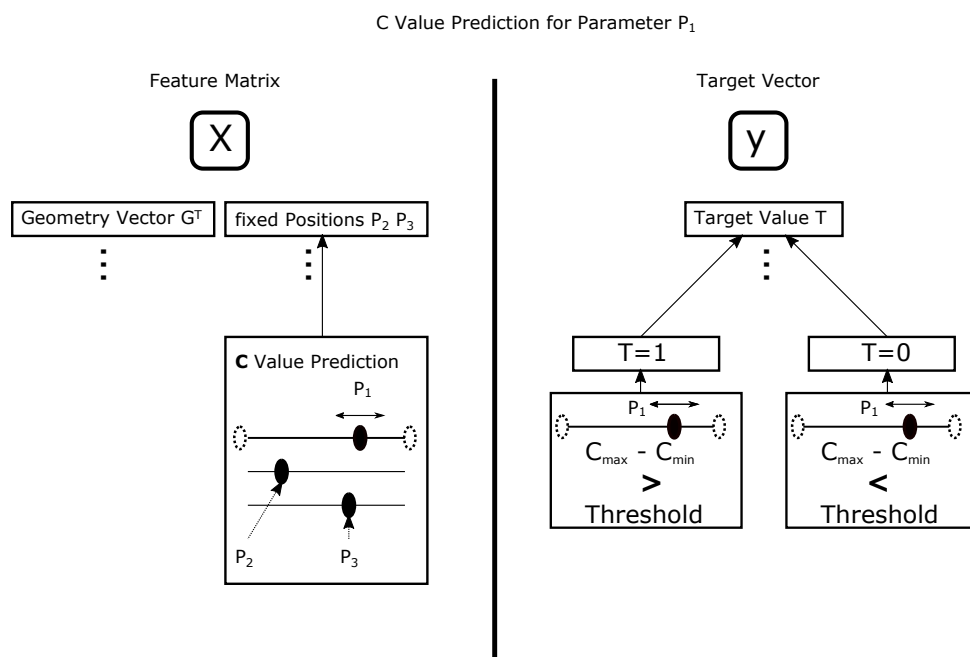 C Value Prediction for Parameter P₁
Feature Matrix
X
Geometry Vector Gᵀ
fixed Positions P₂ P₃
C Value Prediction
P₁
P₂
P₃
Target Vector
y
Target Value T
T=1
T=0
P₁
Cₘₐₓ - Cₘᵢₙ
>
Threshold
P₁
Cₘₐₓ - Cₘᵢₙ
<
Threshold